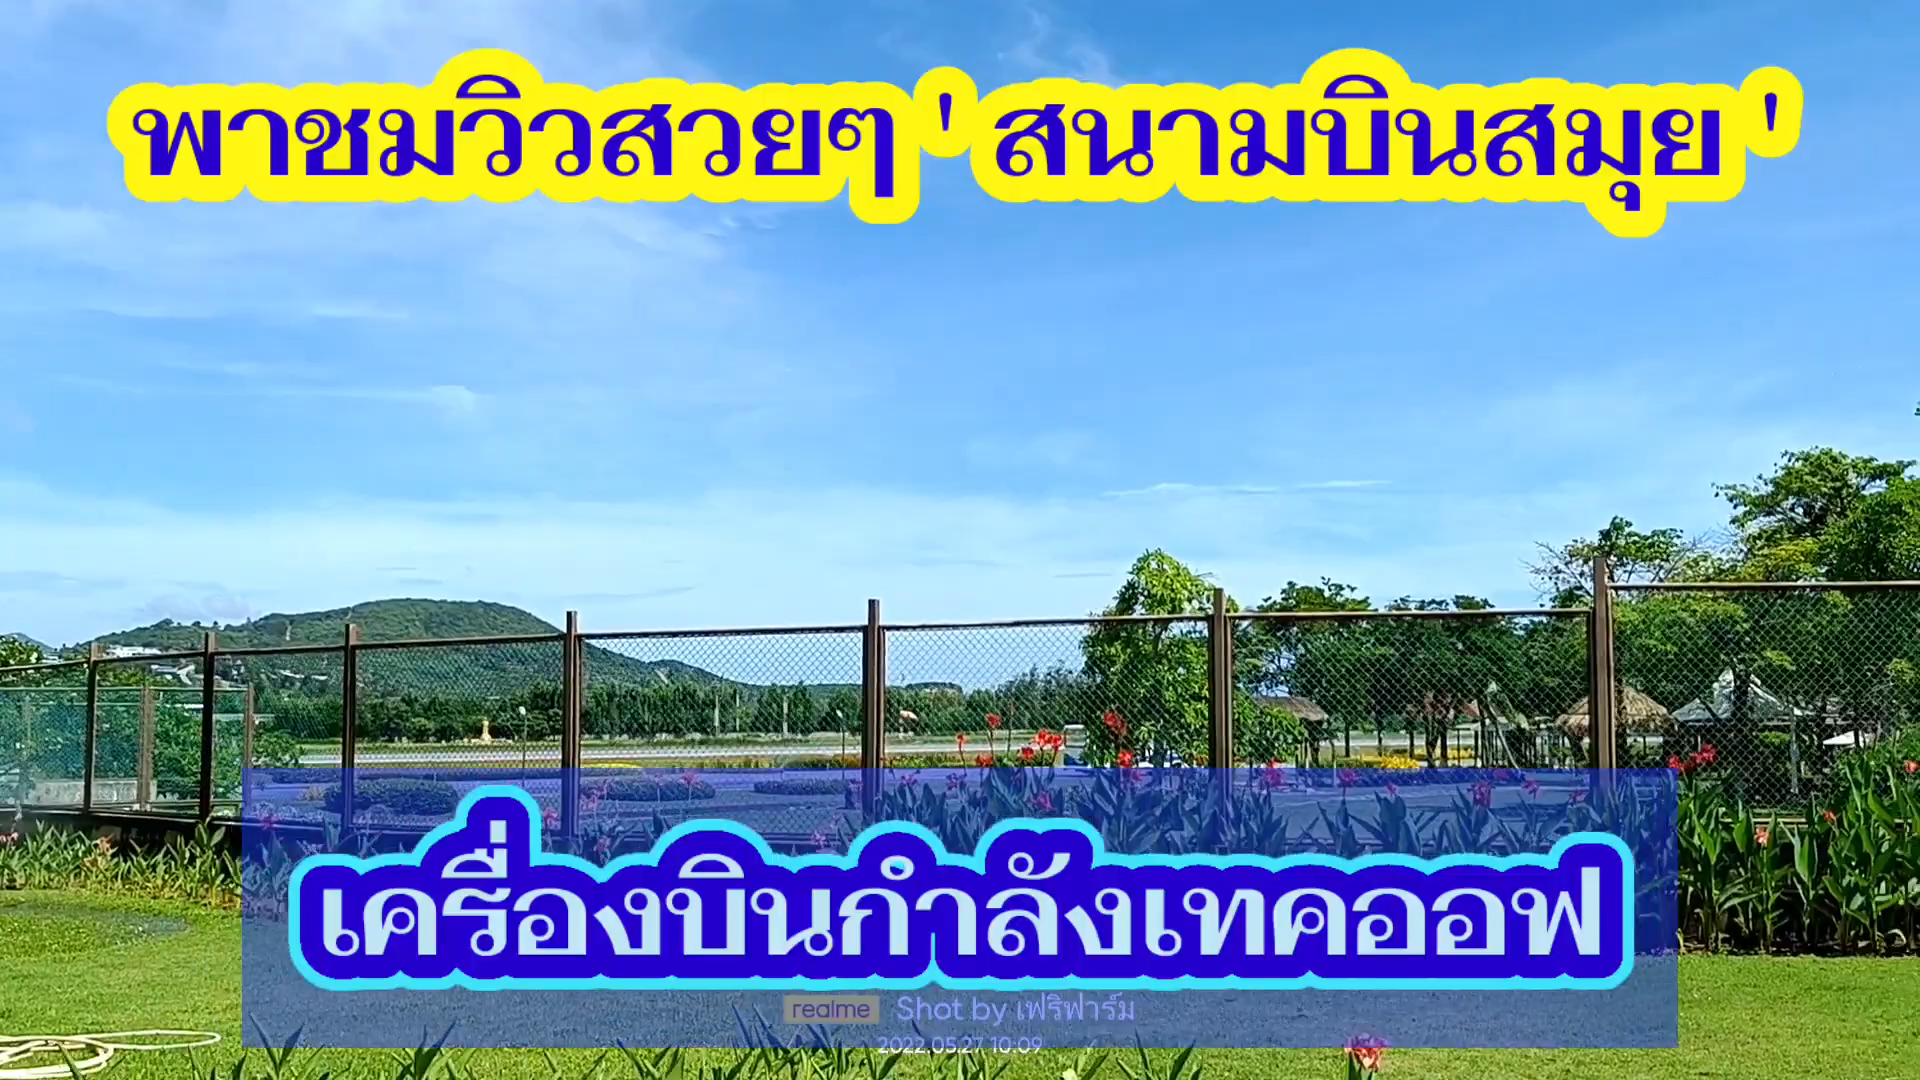 พาชมวิวสวยๆ ' สนามบินสมุย '
เครื่องบินกำลังเทคออฟ
realme Shot by เฟริฟาร์ม
2022.05.27 10:09